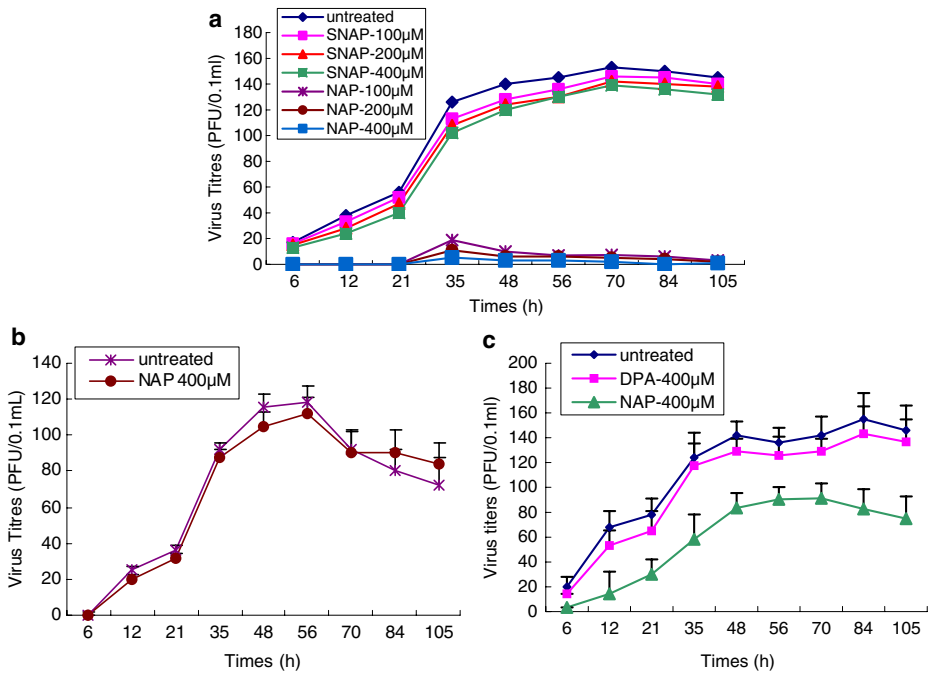 a
untreated
SNAP-100μM
SNAP-200μM
SNAP-400μM
NAP-100μM
NAP-200μM
NAP-400μM
Virus Titres (PFU/0.1ml)
180
160
140
120
100
80
60
40
20
0
6 12 21 35 48 56 70 84 105
Times (h)
b
untreated
NAP 400μM
Virus Titres (PFU/0.1mL)
140
120
100
80
60
40
20
0
6 12 21 35 48 56 70 84 105
Times (h)
c
untreated
DPA-400μM
NAP-400μM
Virus titers (PFU/0.1ml)
200
180
160
140
120
100
80
60
40
20
0
6 12 21 35 48 56 70 84 105
Times (h)